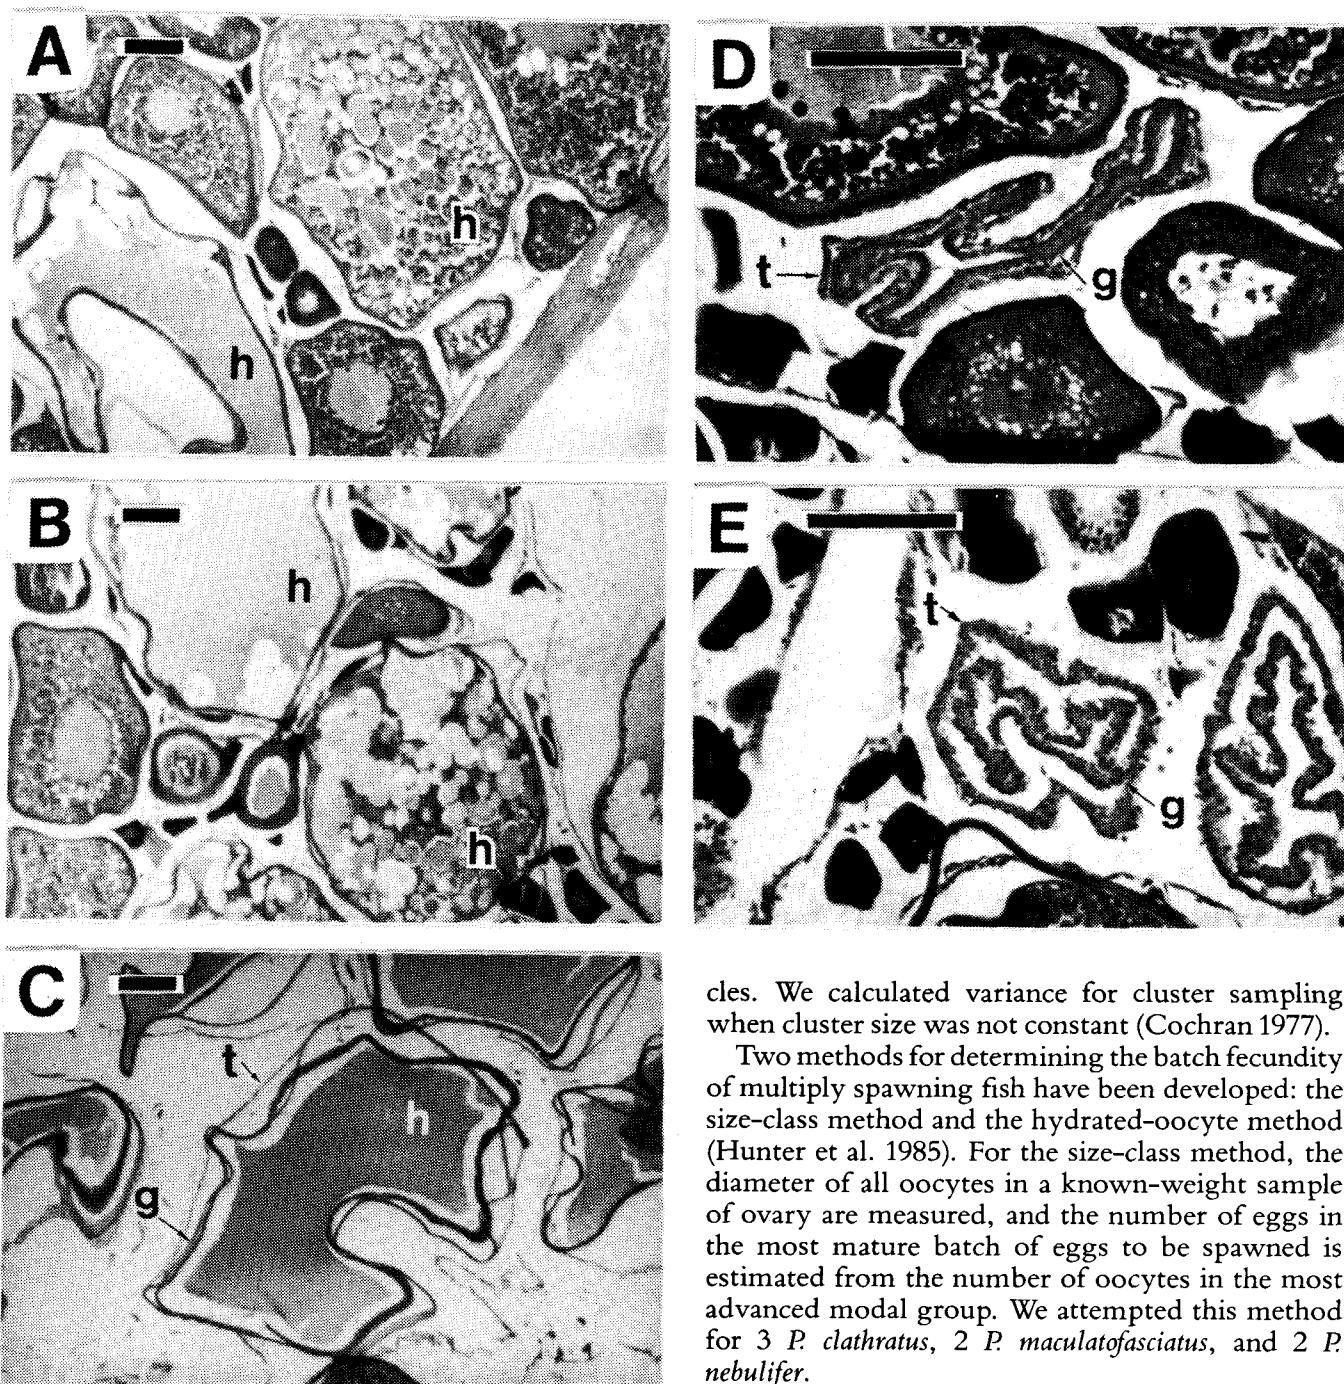 A
h
h
B
h
h
C
t
h
g
D
t
g
E
t
g
cles. We calculated variance for cluster sampling
when cluster size was not constant (Cochran 1977).
Two methods for determining the batch fecundity
of multiply spawning fish have been developed: the
size-class method and the hydrated-oocyte method
(Hunter et al. 1985). For the size-class method, the
diameter of all oocytes in a known-weight sample
of ovary are measured, and the number of eggs in
the most mature batch of eggs to be spawned is
estimated from the number of oocytes in the most
advanced modal group. We attempted this method
for 3 P. clathratus, 2 P. maculatofasciatus, and 2 P.
nebulifer.